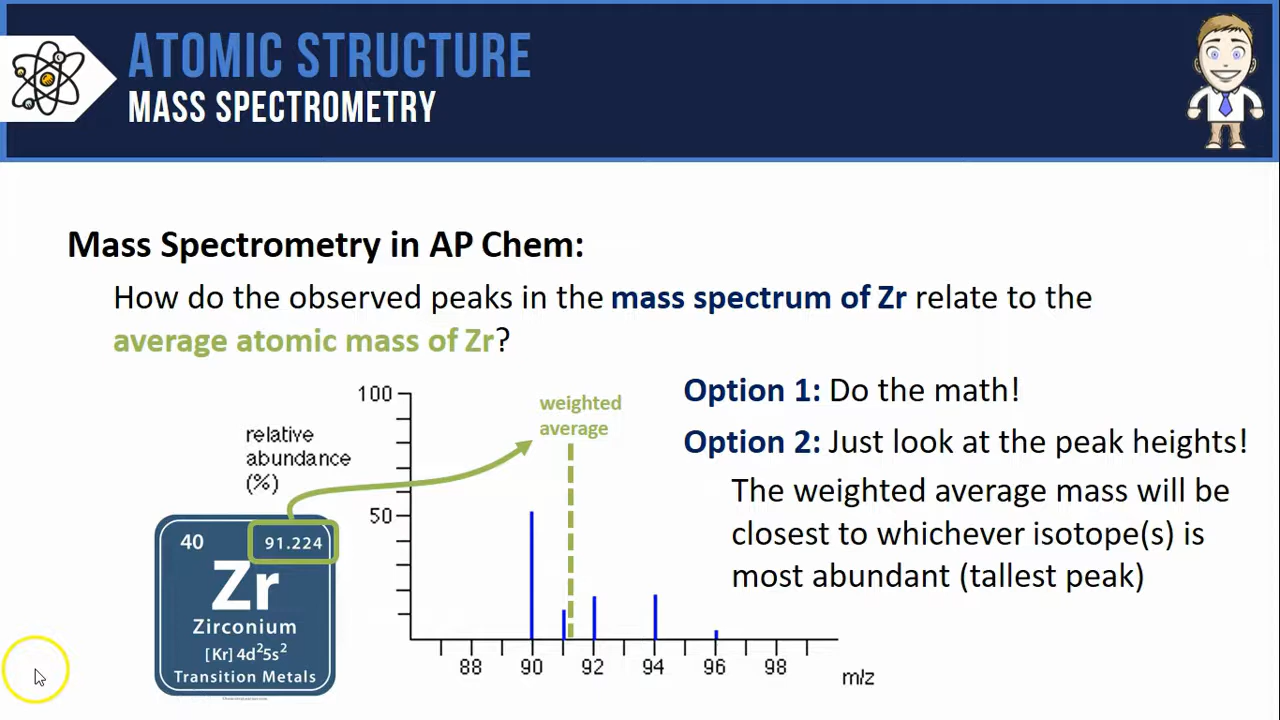 ATOMIC STRUCTURE
MASS SPECTROMETRY
Mass Spectrometry in AP Chem:
How do the observed peaks in the mass spectrum of Zr relate to the
average atomic mass of Zr?
Option 1: Do the math!
Option 2: Just look at the peak heights!
The weighted average mass will be
closest to whichever isotope(s) is
most abundant (tallest peak)
relative
abundance
(%)
100
50
weighted
average
88 90 92 94 96 98
m/z
40 91.224
Zr
Zirconium
[Kr] 4d²5s²
Transition Metals